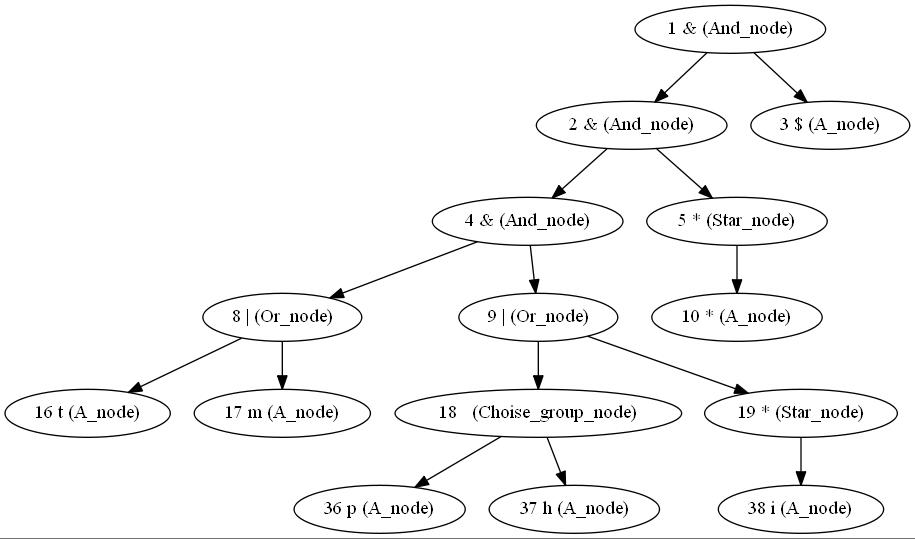 1 & (And_node)
2 & (And_node)
3 $ (A_node)
4 & (And_node)
5 * (Star_node)
8 | (Or_node)
9 | (Or_node)
10 * (A_node)
16 t (A_node)
17 m (A_node)
18 (Choise_group_node)
19 * (Star_node)
36 p (A_node)
37 h (A_node)
38 i (A_node)